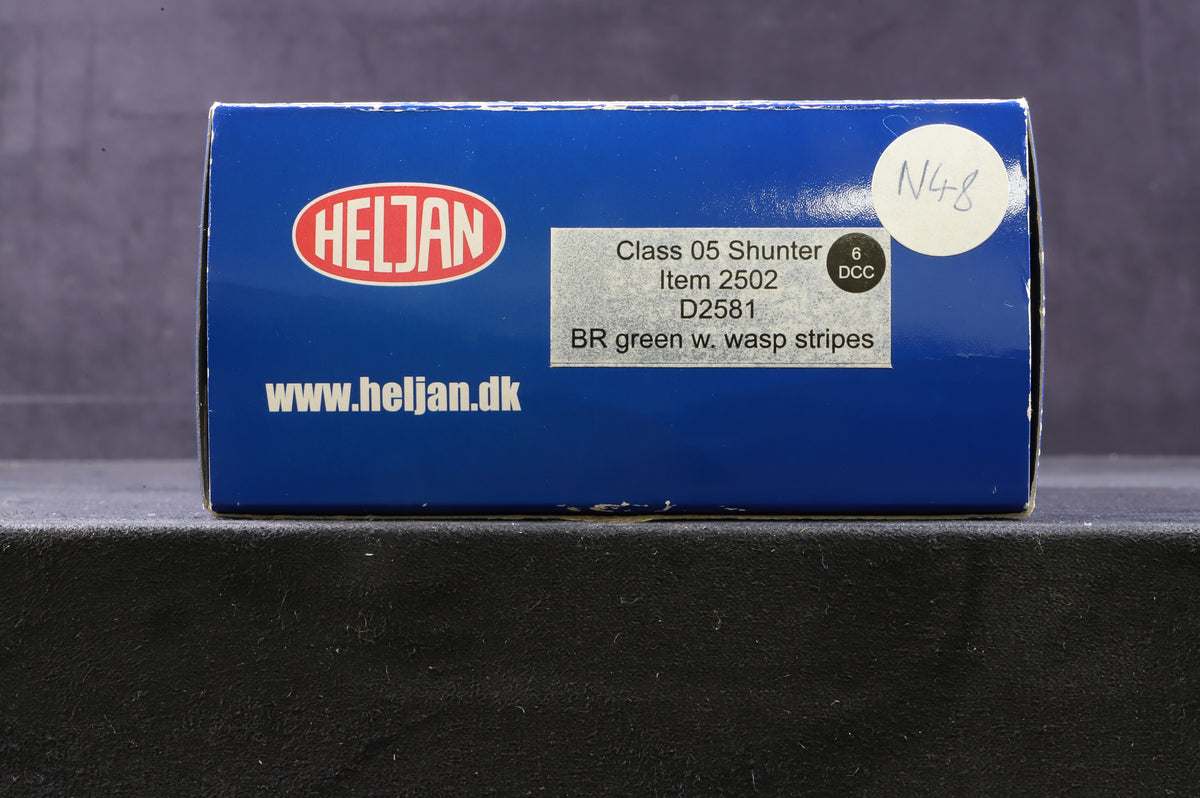 HELJAN
www.heljan.dk
Class 05 Shunter
Item 2502
D2581
BR green w. wasp stripes
6
DCC
N48